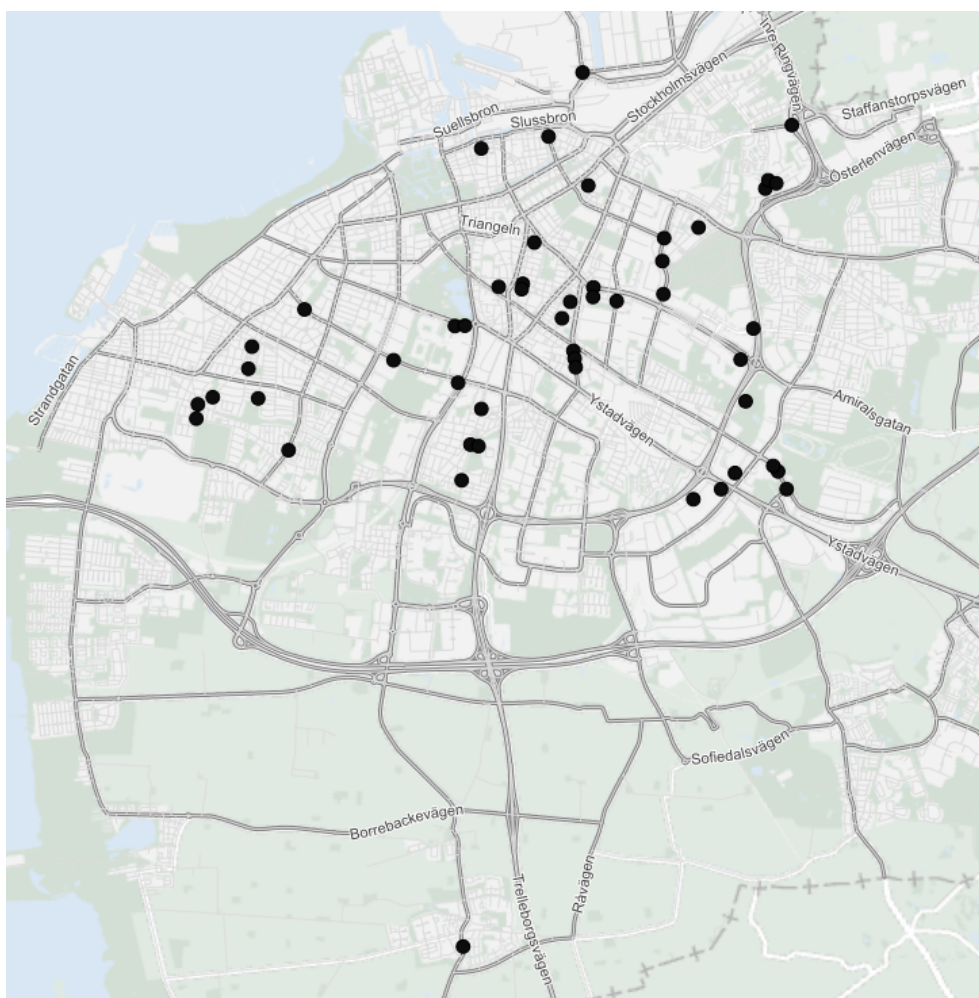 Inre Ringvägen
Stockholmsvägen
Staffanstorpsvägen
Suellsbron
Slussbron
Österlenvägen
Triangeln
Strandgatan
Ystadvägen
Amiralsgatan
Ystadvägen
Sofiedalsvägen
Borrebackevägen
Trelleborgsvägen
Råvägen